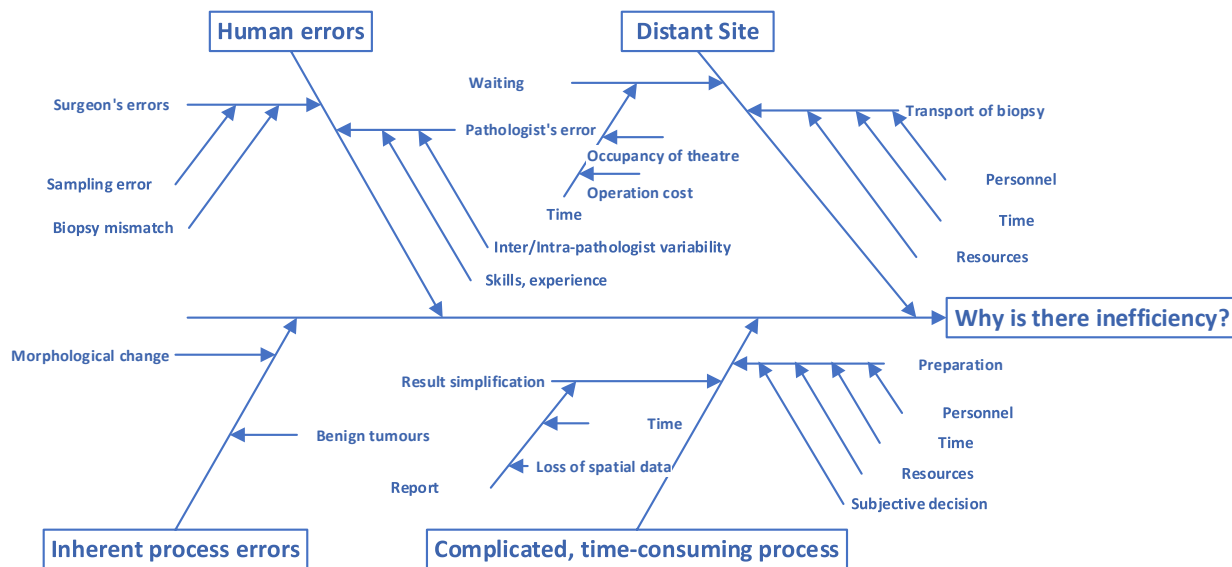 Human errors
Distant Site
Waiting
Surgeon's errors
Transport of biopsy
Pathologist's error
Occupancy of theatre
Sampling error
Personnel
Operation cost
Time
Time
Biopsy mismatch
Inter/Intra-pathologist variability
Resources
Skills, experience
Why is there inefficiency?
Morphological change
Preparation
Result simplification
Personnel
Time
Benign tumours
Time
Loss of spatial data
Resources
Report
Subjective decision
Inherent process errors
Complicated, time-consuming process